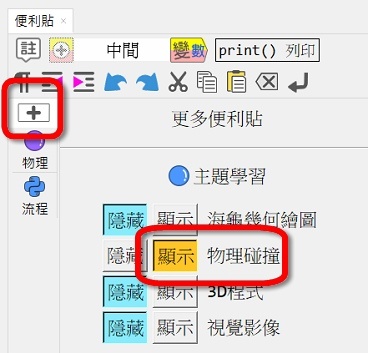 便利貼 ×
註 中間 變數 print() 列印
更多便利貼
物理
主題學習
流程
隱藏 顯示 海龜幾何繪圖
隱藏 顯示 物理碰撞
隱藏 顯示 3D程式
隱藏 顯示 視覺影像